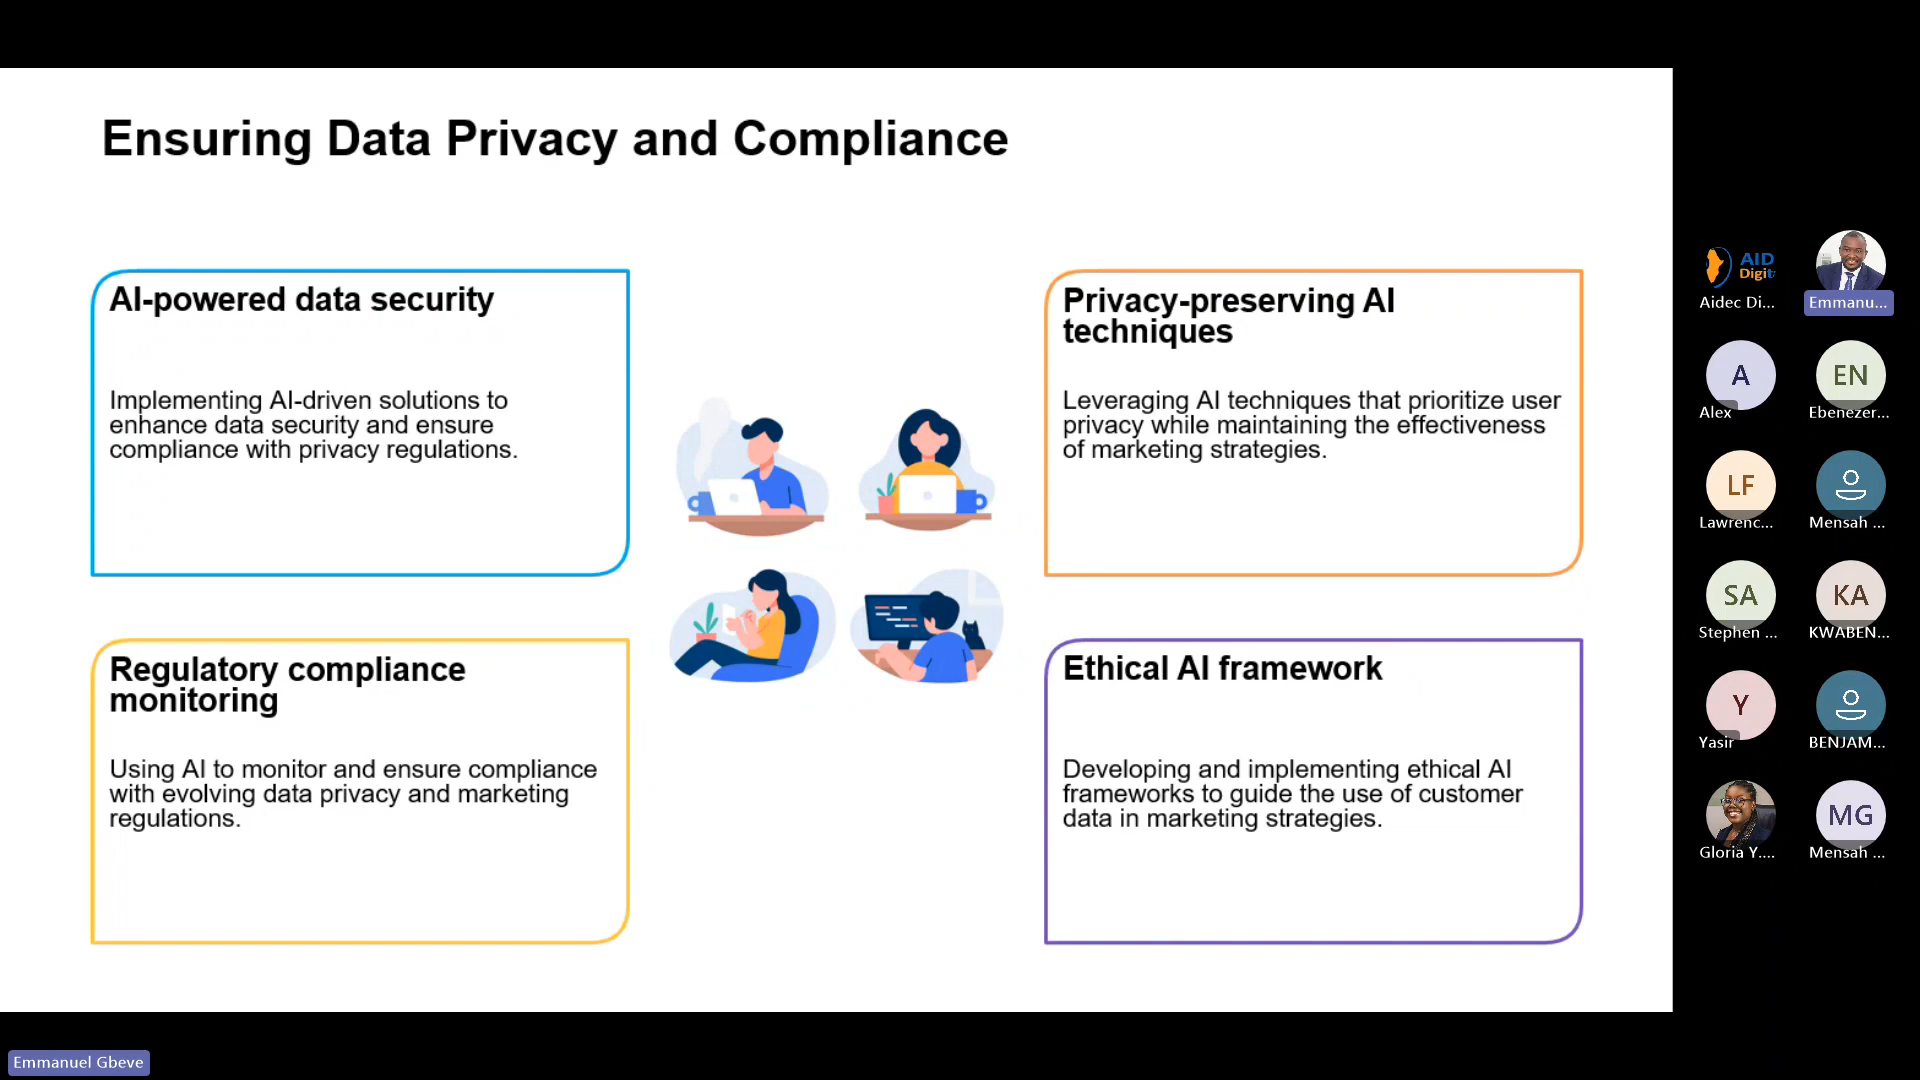 Ensuring Data Privacy and Compliance
AI-powered data security
Implementing AI-driven solutions to
enhance data security and ensure
compliance with privacy regulations.
Privacy-preserving AI
techniques
Leveraging AI techniques that prioritize user
privacy while maintaining the effectiveness
of marketing strategies.
Regulatory compliance
monitoring
Using AI to monitor and ensure compliance
with evolving data privacy and marketing
regulations.
Ethical AI framework
Developing and implementing ethical AI
frameworks to guide the use of customer
data in marketing strategies.
AID
Digit
Aidec Di...
Emmanu...
A
Alex
EN
Ebenezer...
LF
Lawrenc...
Mensah ...
SA
Stephen ...
KA
KWABEN...
Y
Yasir
BENJAM...
Gloria Y....
MG
Mensah ...
Emmanuel Gbeve